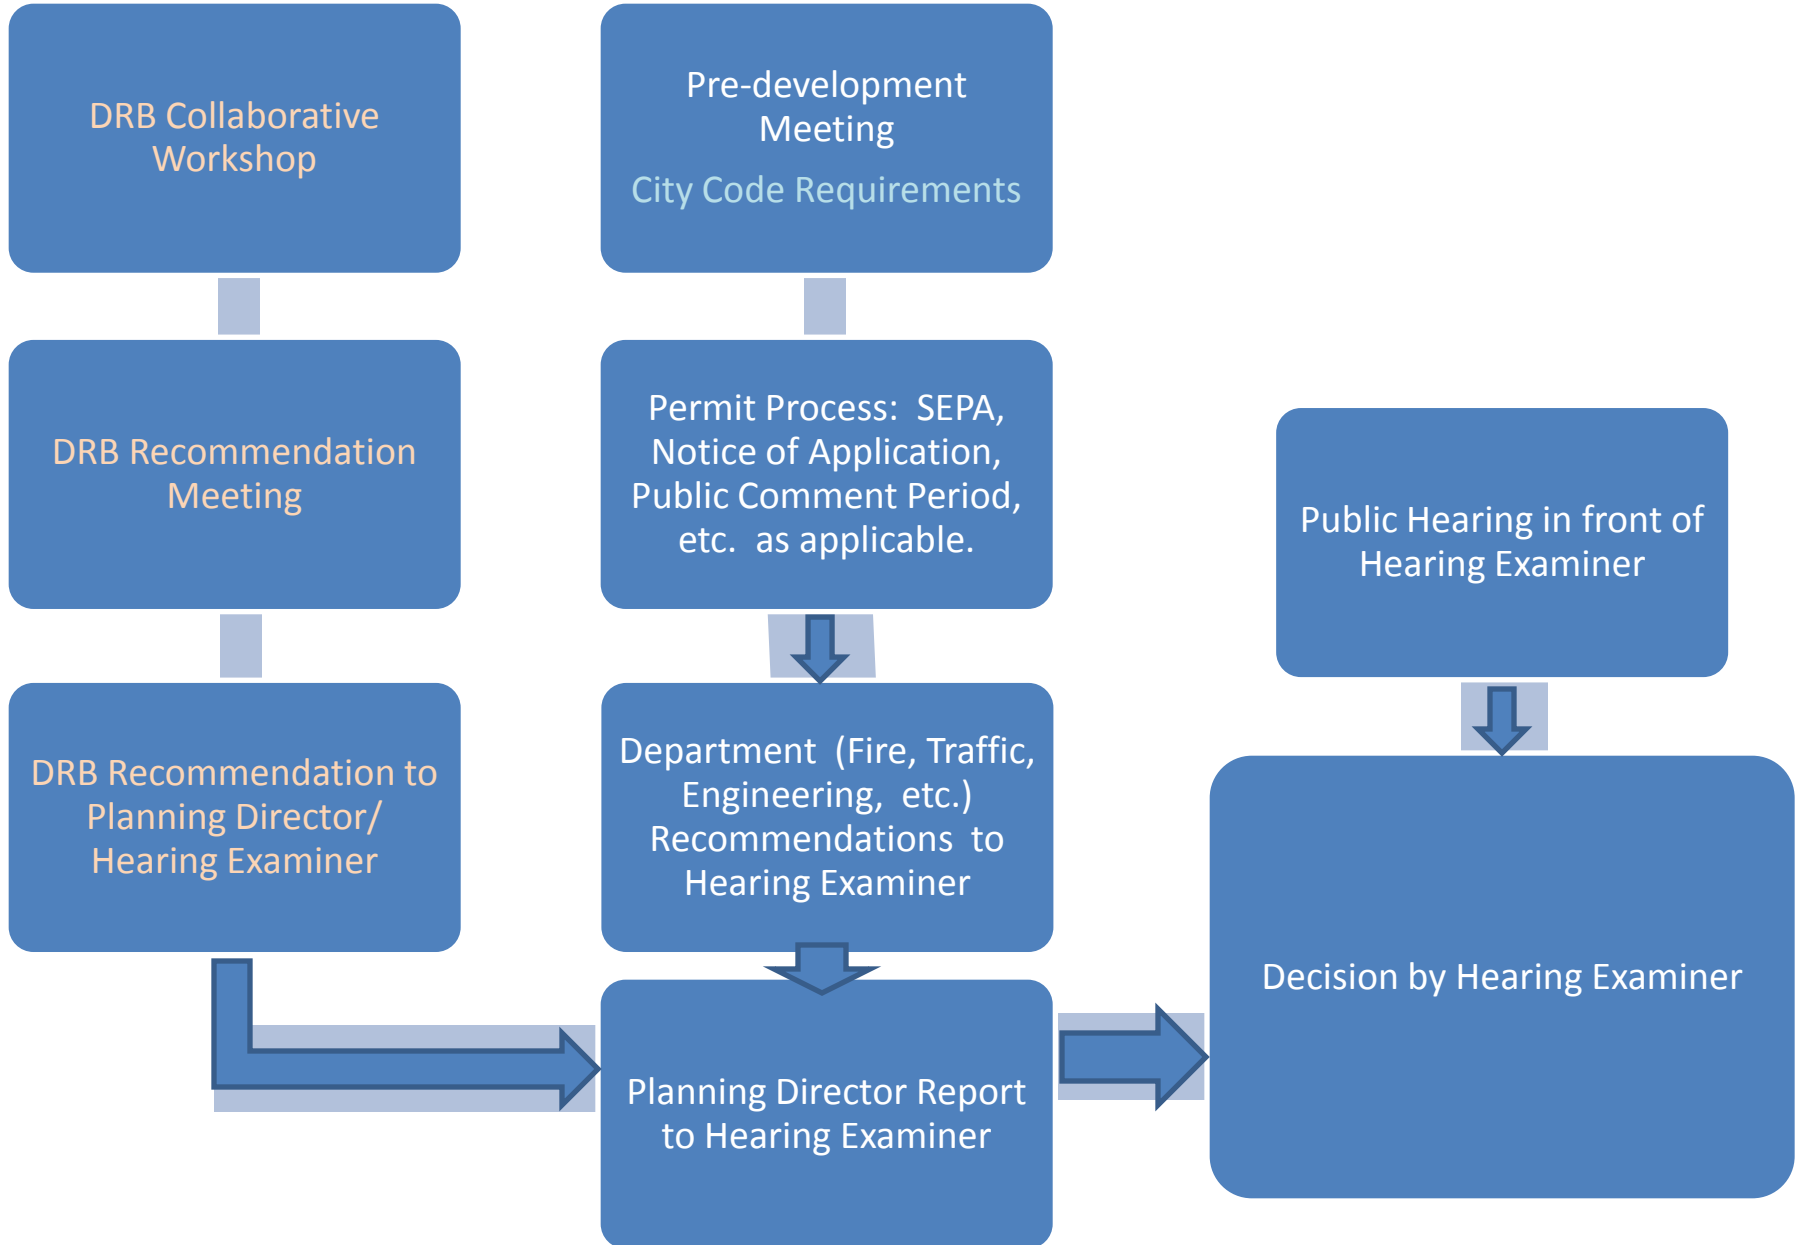 DRB Collaborative
Workshop
DRB Recommendation
Meeting
DRB Recommendation to
Planning Director/
Hearing Examiner
Pre-development
Meeting
City Code Requirements
Permit Process:  SEPA,
Notice of Application,
Public Comment Period,
etc.  as applicable.
Department  (Fire, Traffic,
Engineering,  etc.)
Recommendations  to
Hearing Examiner
Planning Director Report
to Hearing Examiner
Public Hearing in front of
Hearing Examiner
Decision by Hearing Examiner